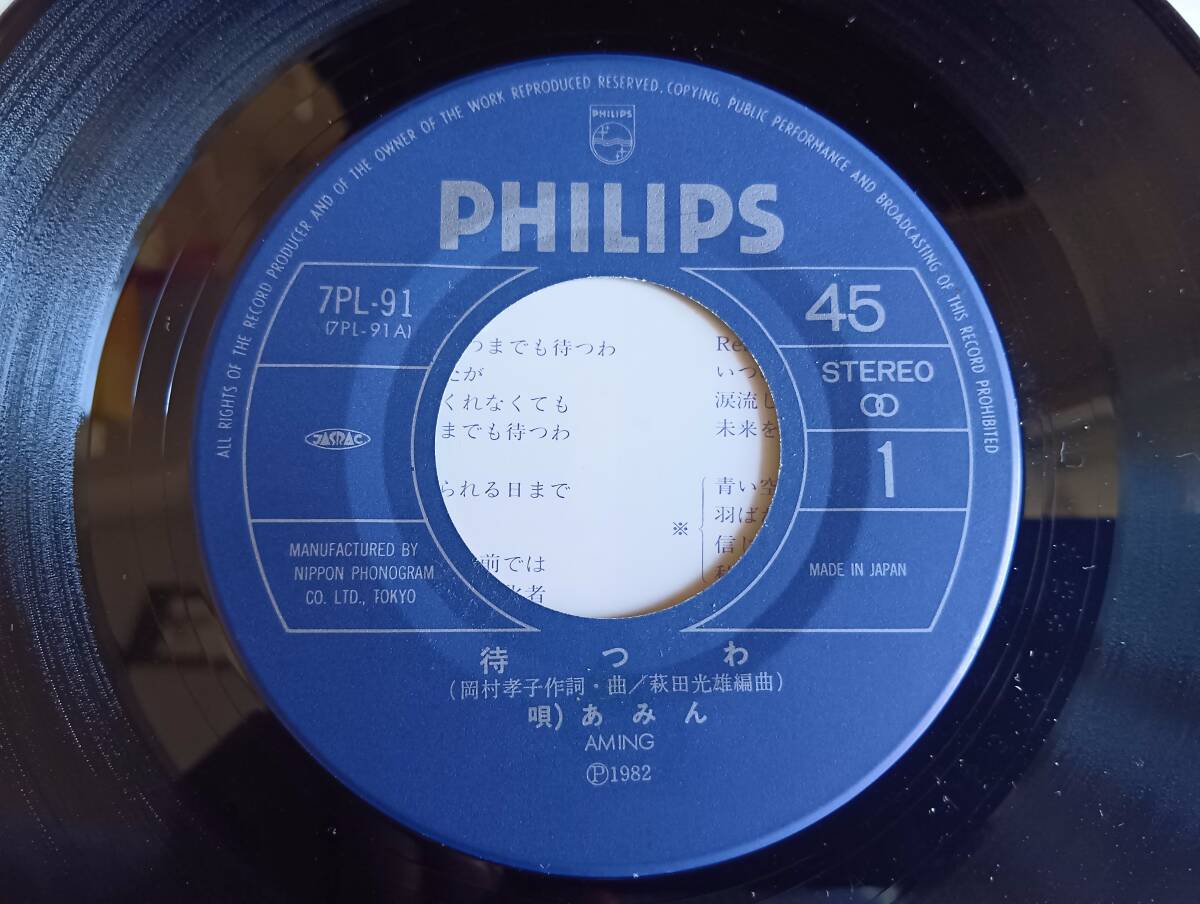 ALL RIGHTS OF THE RECORD PRODUCER AND OF THE OWNER OF THE WORK REPRODUCED RESERVED. COPYING, PUBLIC PERFORMANCE AND BROADCASTING OF THIS RECORD PROHIBITED
PHILIPS
PHILIPS
7PL-91
(7PL-91A)
45
STEREO
1
JASRAC
MANUFACTURED BY
NIPPON PHONOGRAM
CO. LTD., TOKYO
MADE IN JAPAN
つまでも待つわ
たが
くれなくても
までも待つわ
られる日まで
前では
者
Re
いつ
涙流し
未来を
※
青い空
羽ば
信じ
待つわ
(岡村孝子作詞・曲/萩田光雄編曲)
唄)あみん
AMING
Ⓟ1982